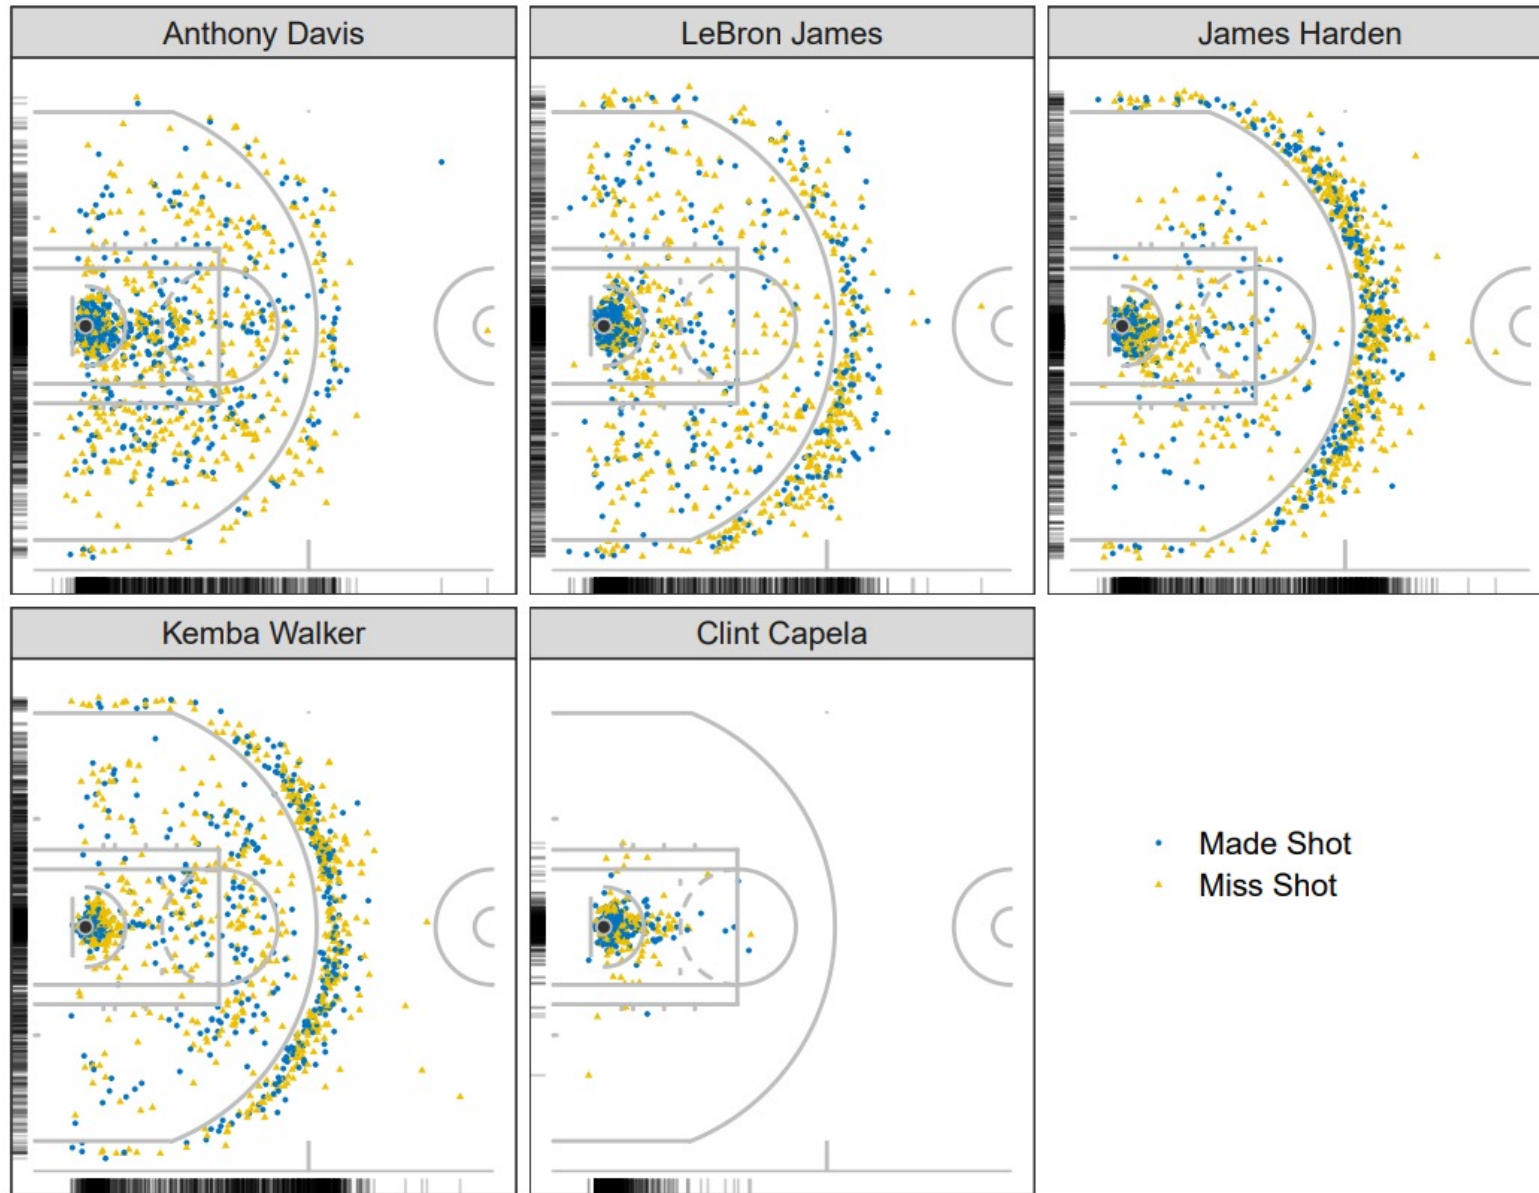 Anthony Davis
LeBron James
James Harden
Kemba Walker
Clint Capela
Made Shot
Miss Shot